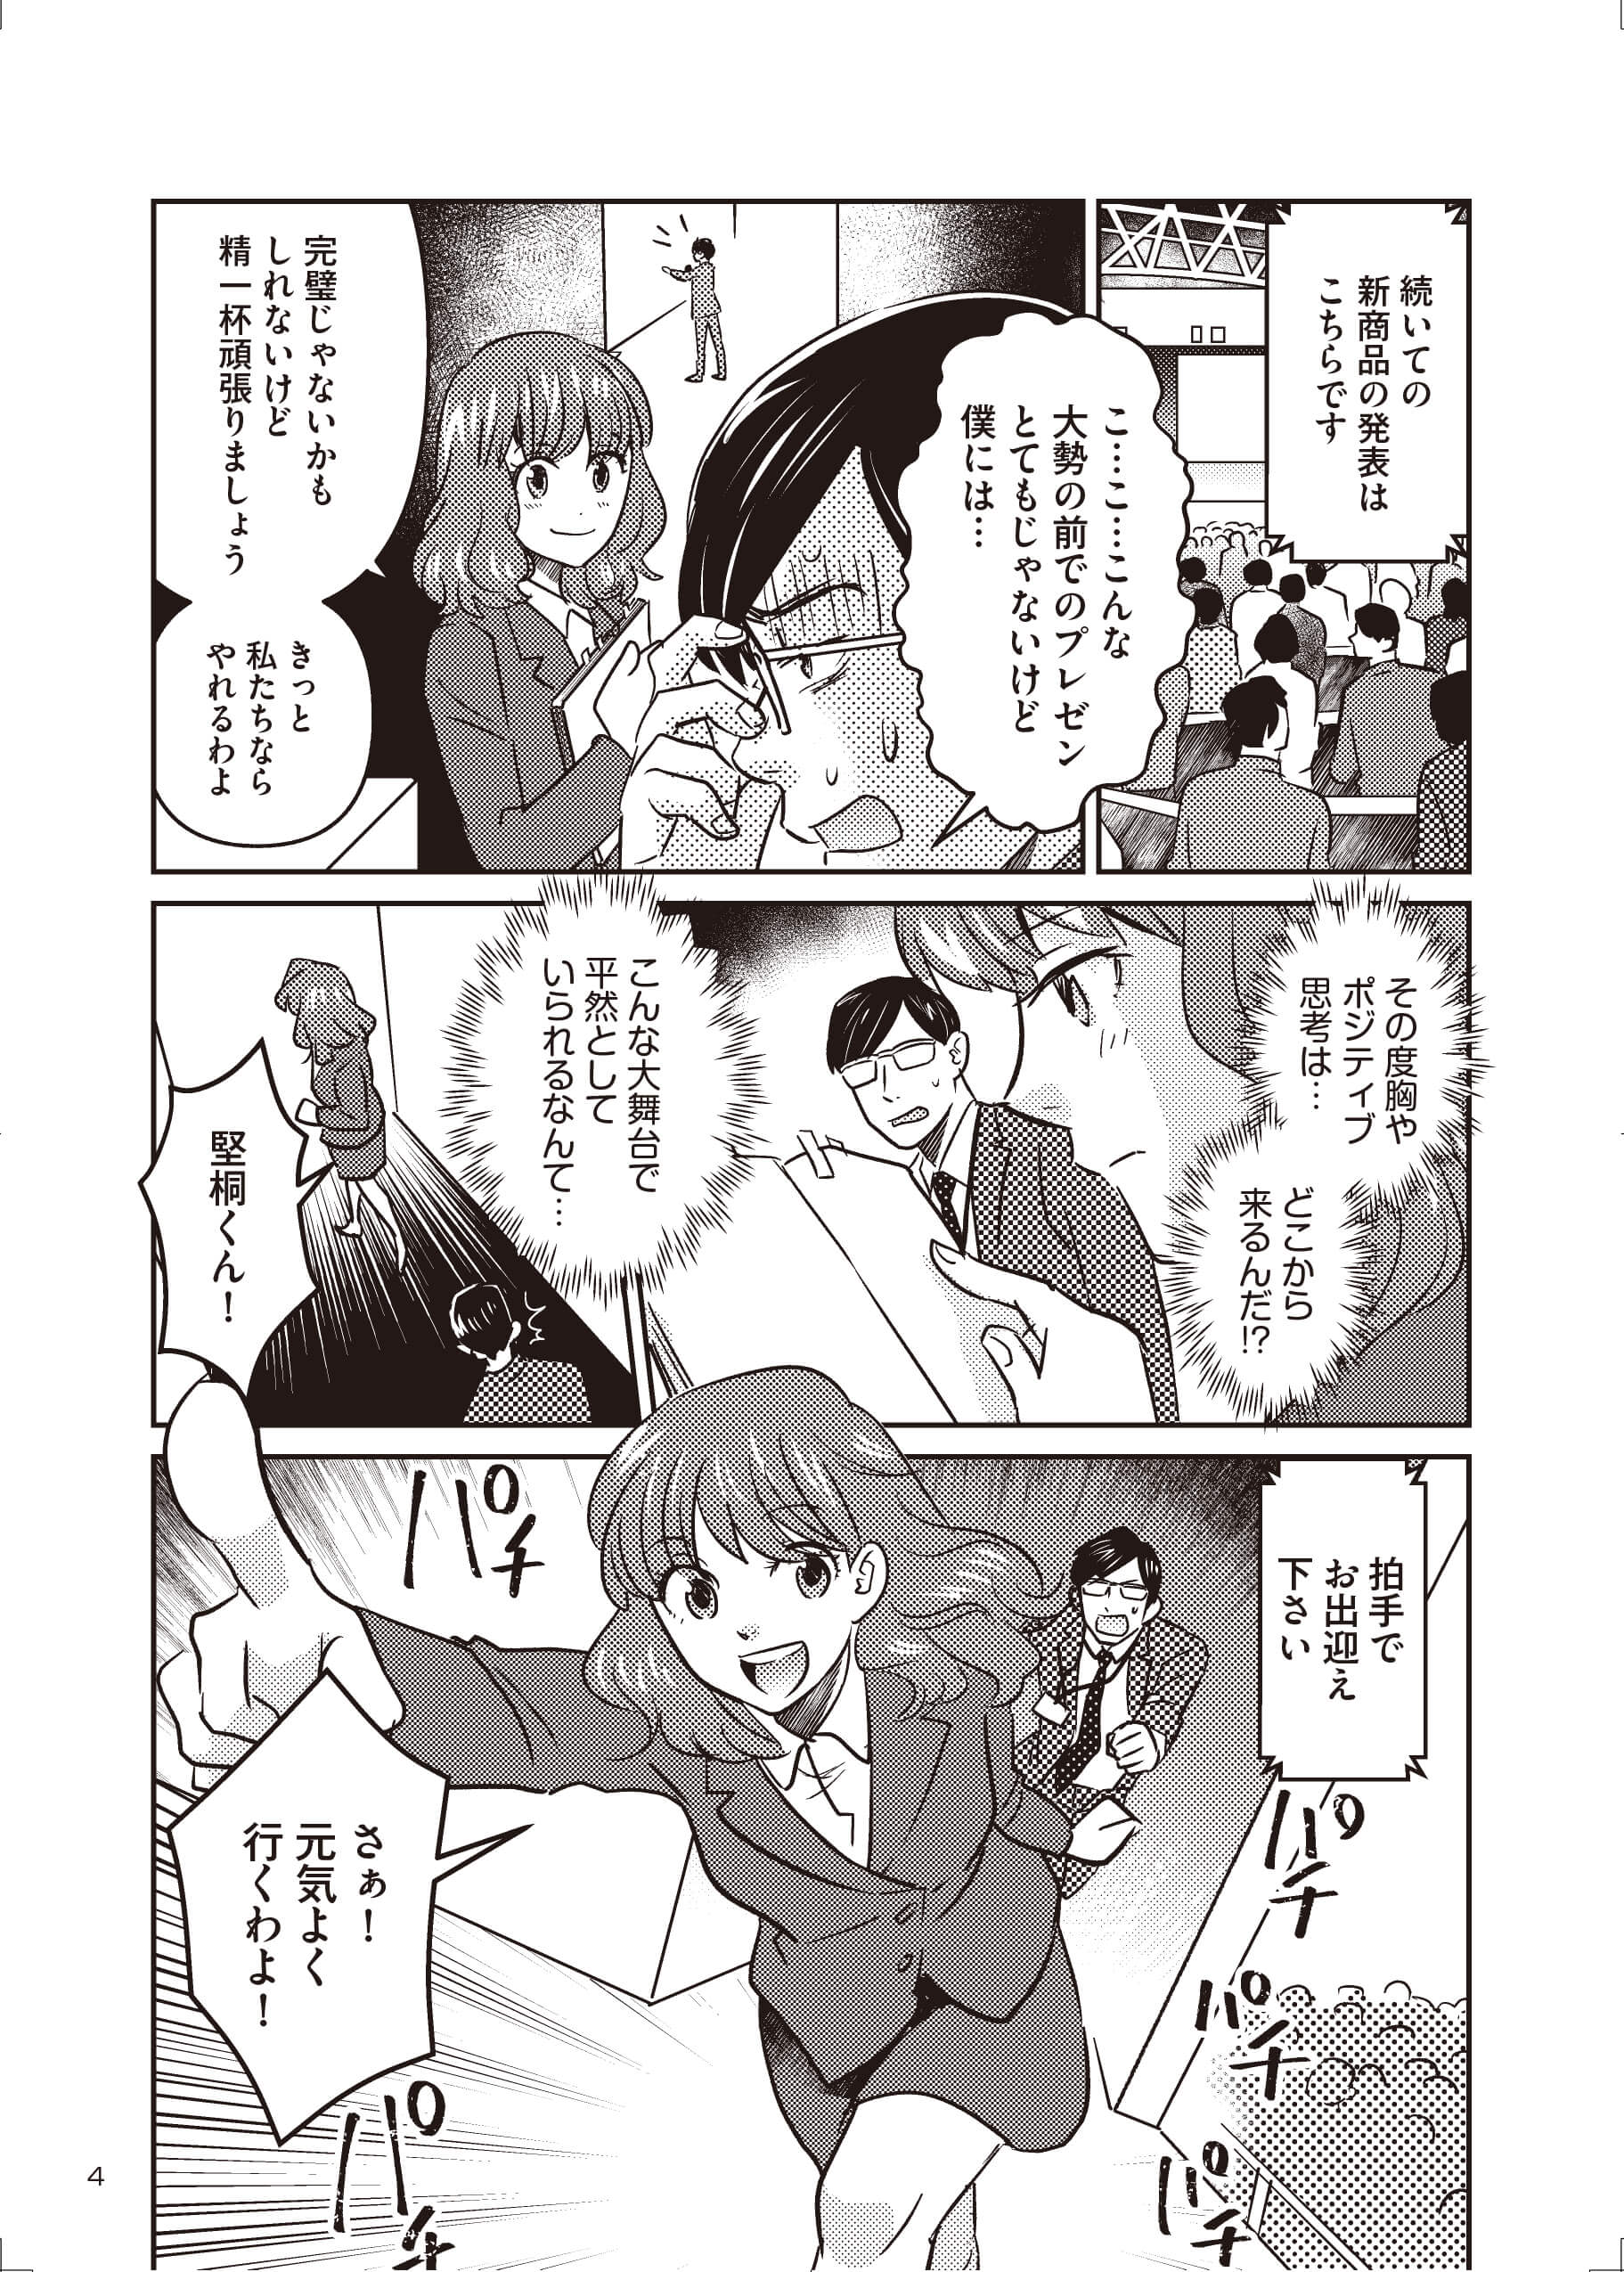 続いての
新商品の発表は
こちらです
こ…こ…こんな
大勢の前でのプレゼン
とてもじゃないけど
僕には…
完璧じゃないかも
しれないけど
精一杯頑張りましょう
きっと
私たちなら
やれるわよ
その度胸や
ポジティブ
思考は…
どこから
来るんだ!?
こんな大舞台で
平然として
いられるなんて…
堅桐くん！
拍手で
お出迎え
下さい
パチ
パチ
パチ
パチ
パチ
さぁ！
元気よく
行くわよ！
4